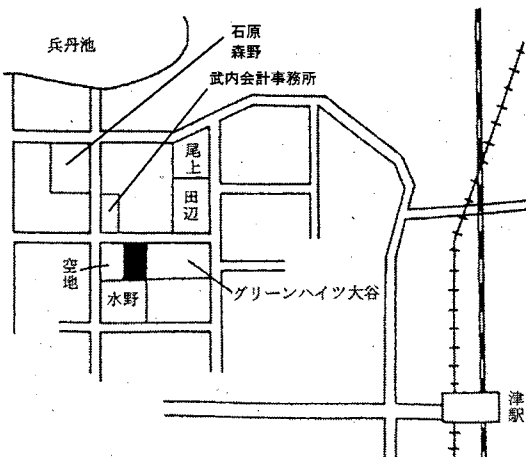 兵丹池
石原
森野
武内会計事務所
尾上
田辺
空地
水野
グリーンハイツ大谷
津駅